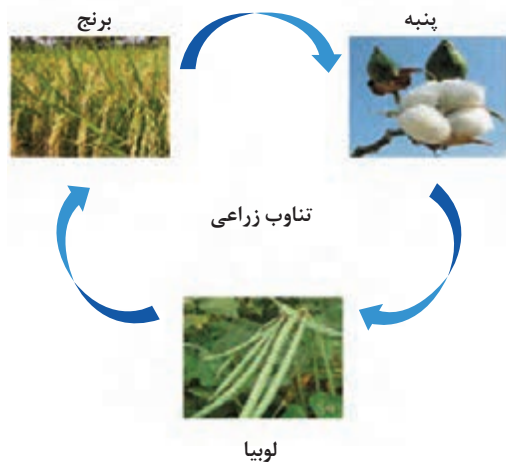 پنبه
برنج
تناوب زراعی
لوبیا